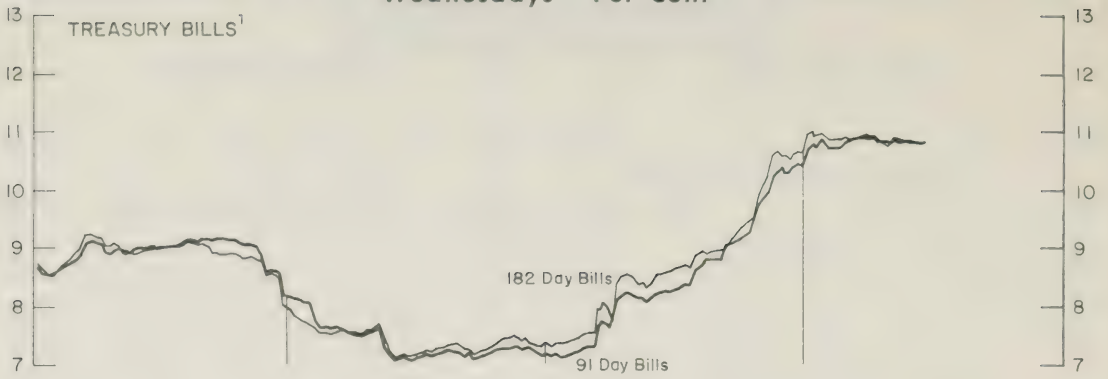 Wednesdays Per Cent
13 TREASURY BILLS¹ 13
12 12
11 11
10 10
9 9
182 Day Bills
8 8
7 91 Day Bills 7